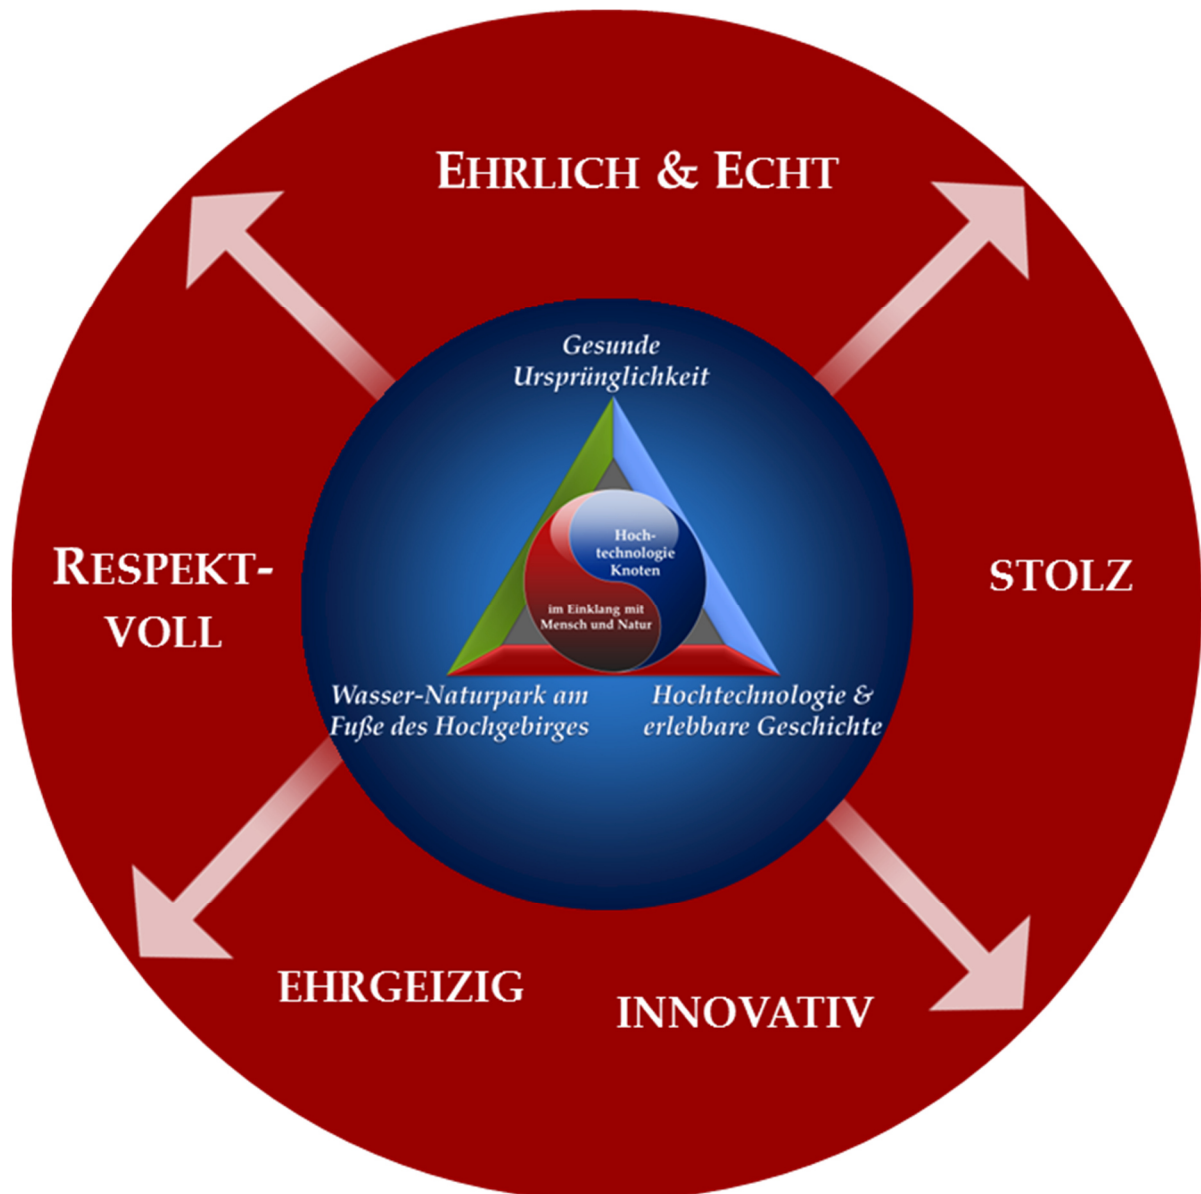 EHRLICH & ECHT
Gesunde
Ursprünglichkeit
Hoch-
technologie
Knoten
im Einklang mit
Mensch und Natur
RESPEKT-
VOLL
STOLZ
Wasser-Naturpark am
Fuße des Hochgebirges
Hochtechnologie &
erlebbare Geschichte
EHRGEIZIG
INNOVATIV